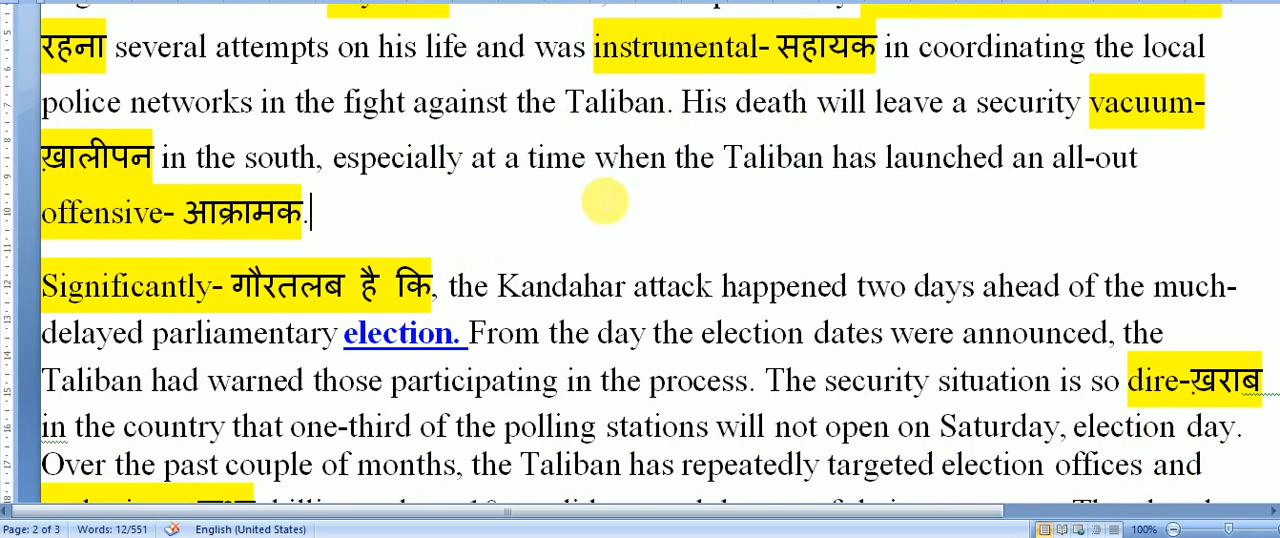 रहना several attempts on his life and was instrumental- सहायक in coordinating the local
police networks in the fight against the Taliban. His death will leave a security vacuum-
ख़ालीपन in the south, especially at a time when the Taliban has launched an all-out
offensive- आक्रामक.
Significantly- गौरतलब है कि, the Kandahar attack happened two days ahead of the much-
delayed parliamentary election. From the day the election dates were announced, the
Taliban had warned those participating in the process. The security situation is so dire-ख़राब
in the country that one-third of the polling stations will not open on Saturday, election day.
Over the past couple of months, the Taliban has repeatedly targeted election offices and
Page: 2 of 3 Words: 12/551 English (United States) 100%